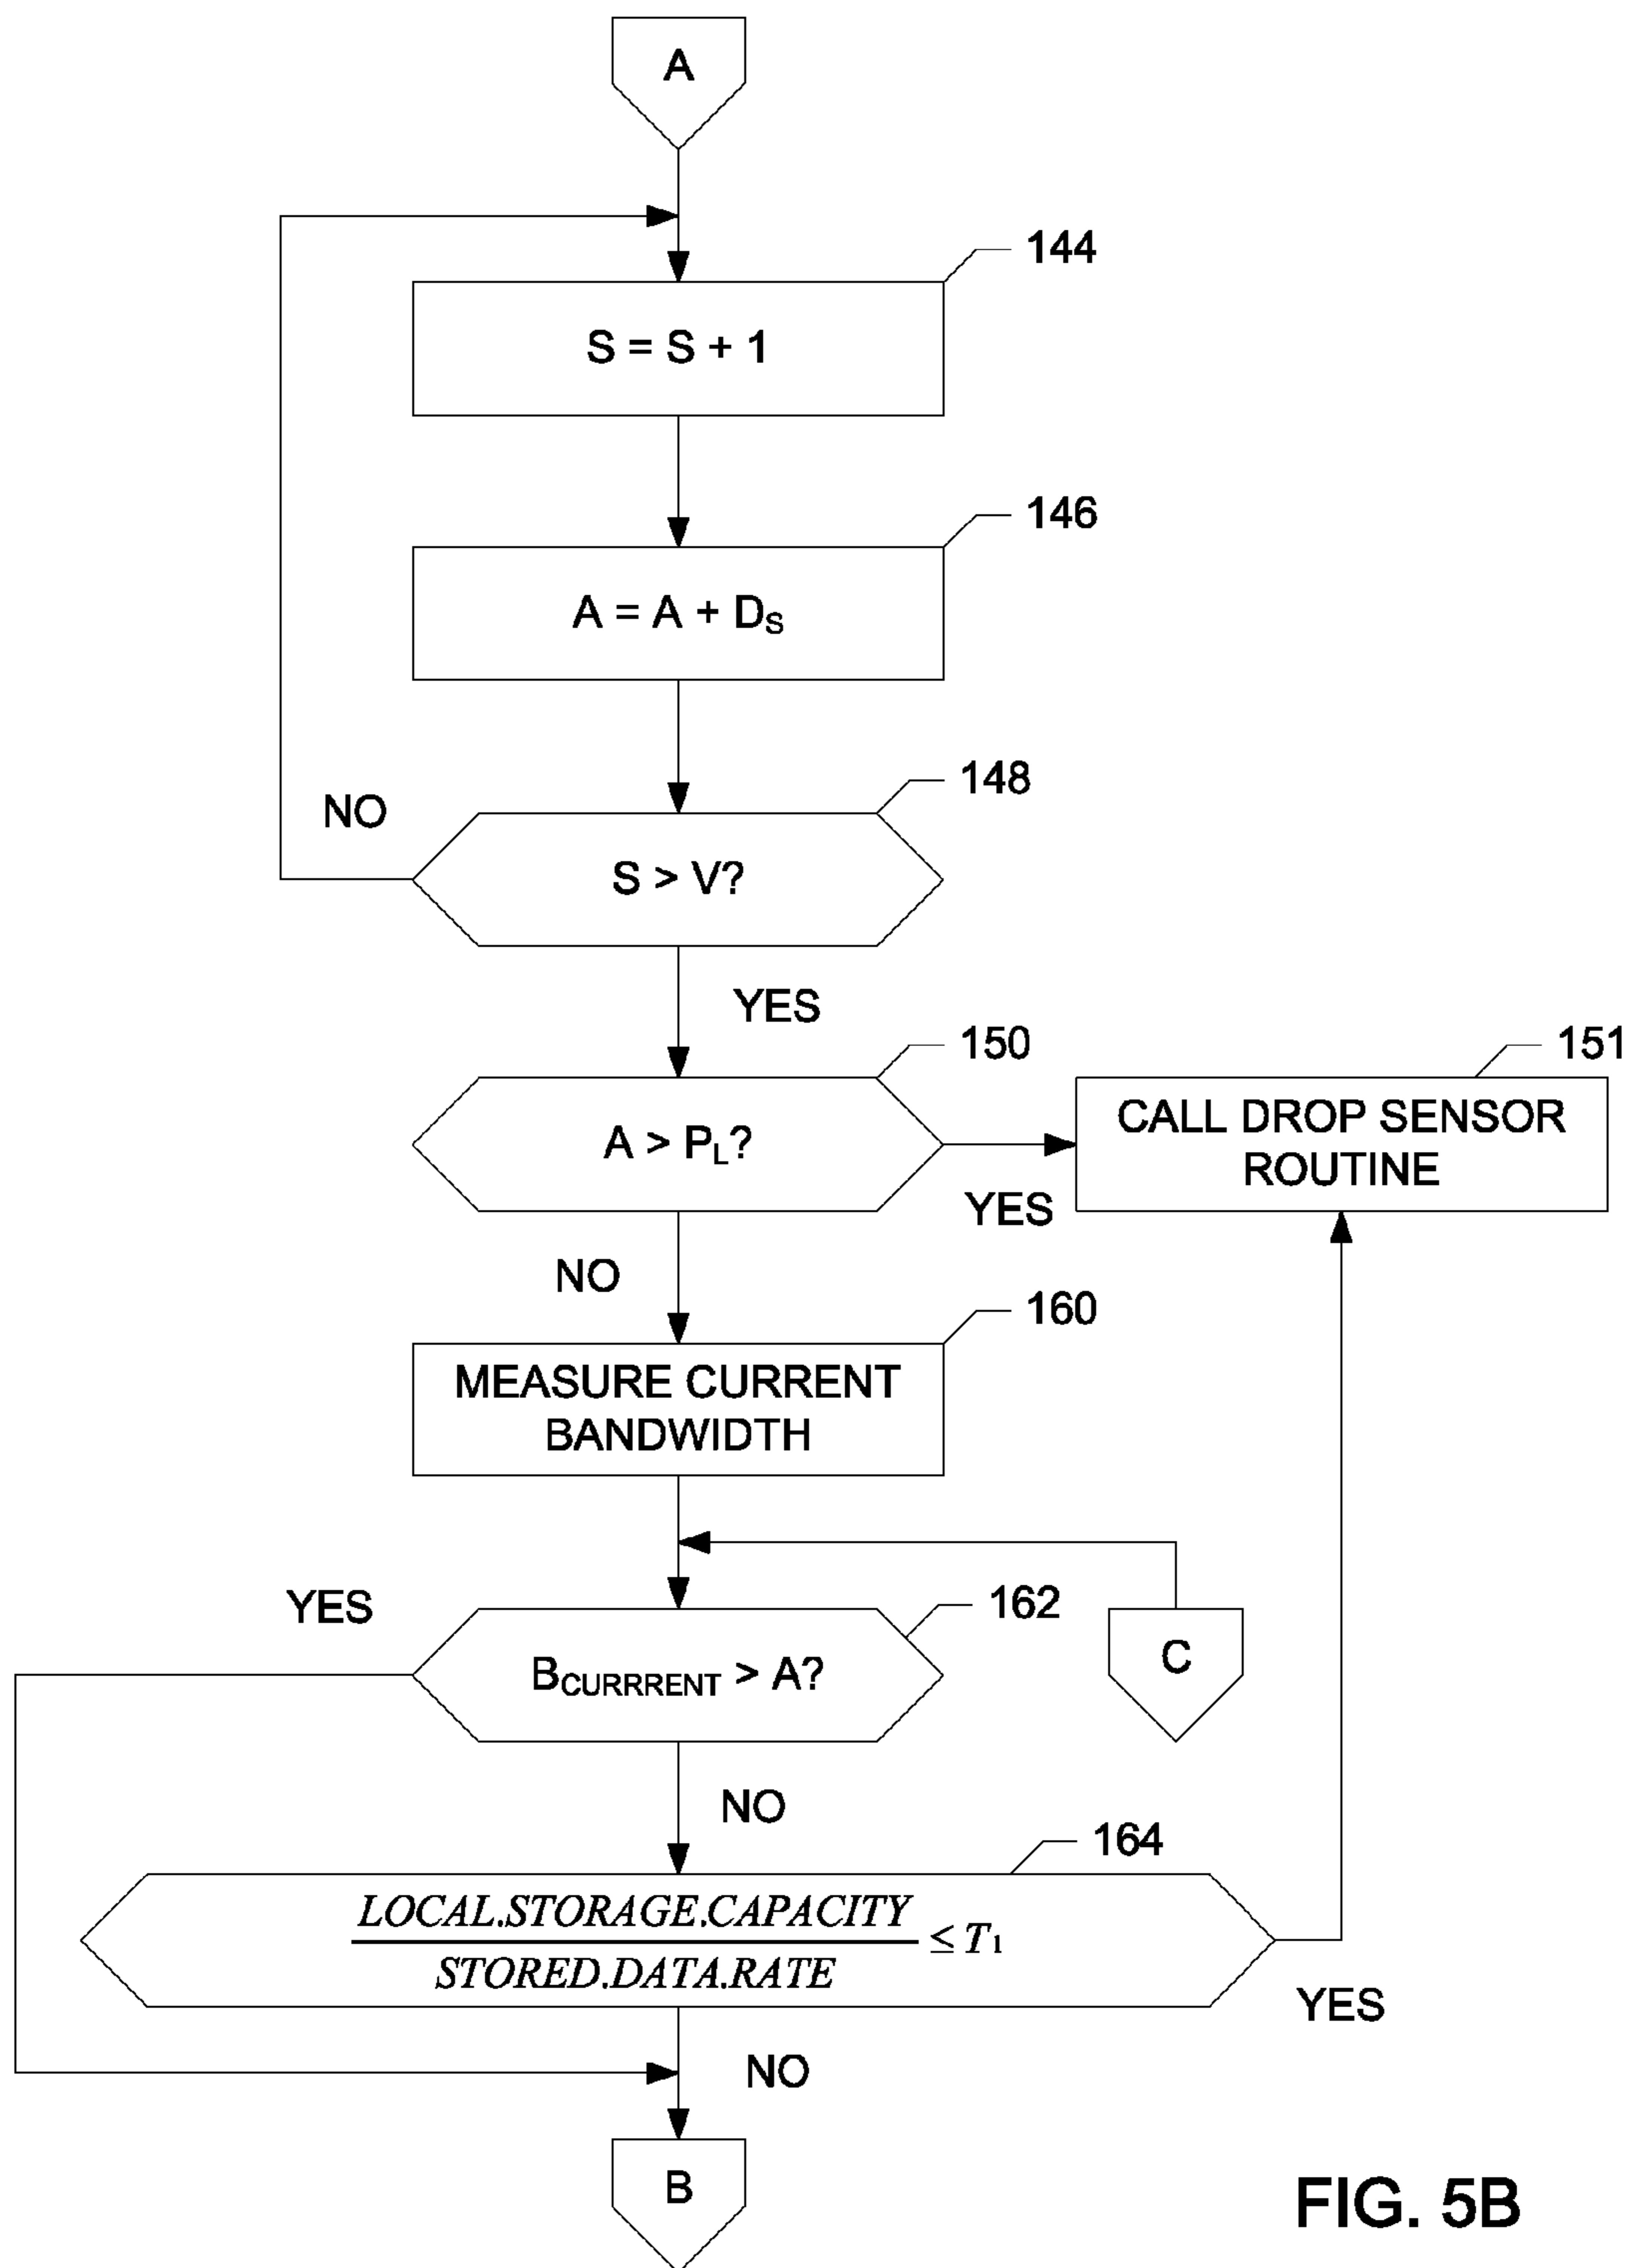 A
144
S = S + 1
146
A = A + DS
148
NO
S > V?
YES
150
151
A > PL?
CALL DROP SENSOR
ROUTINE
YES
NO
160
MEASURE CURRENT
BANDWIDTH
YES
162
BCURRRENT > A?
C
NO
164
LOCAL.STORAGE.CAPACITY
STORED.DATA.RATE
≤ T1
YES
NO
B
FIG. 5B